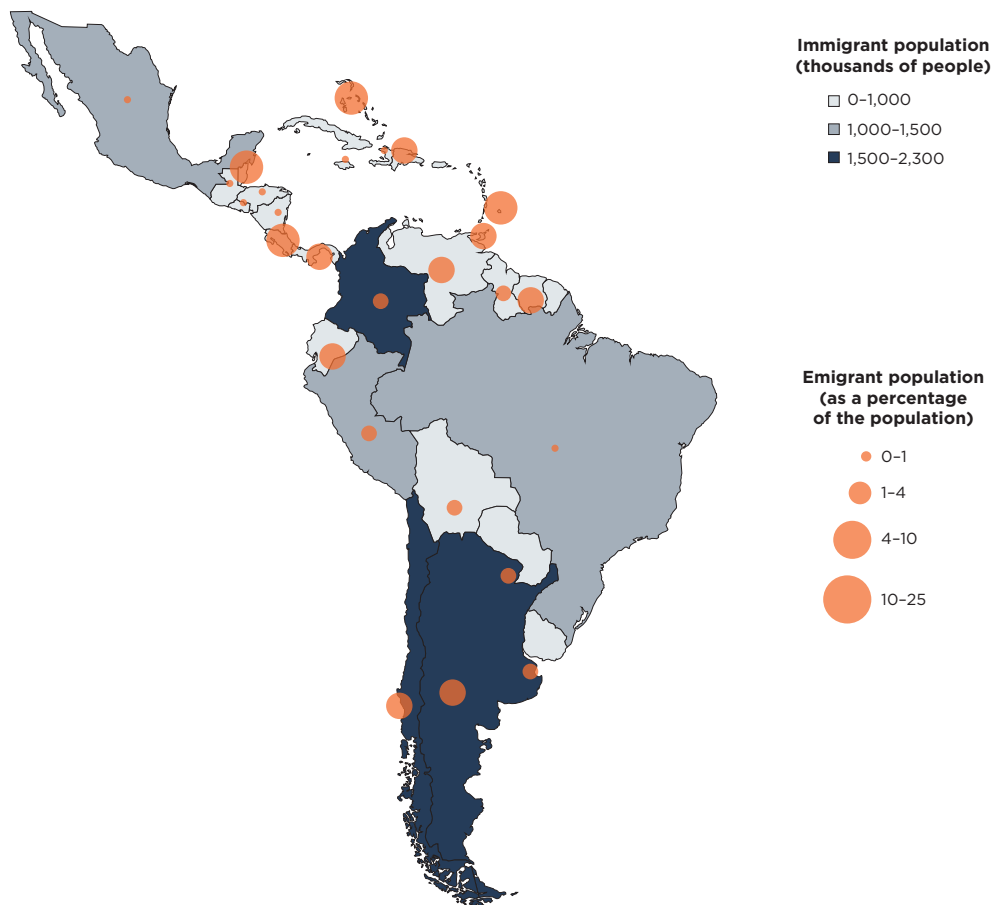 Immigrant population
(thousands of people)
0–1,000
1,000–1,500
1,500–2,300
Emigrant population
(as a percentage
of the population)
0–1
1–4
4–10
10–25